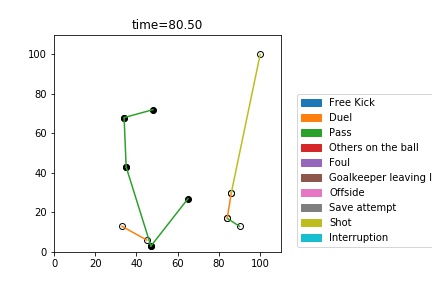 time=80.50
100
80
60
40
20
0
0 20 40 60 80 100
Free Kick
Duel
Pass
Others on the ball
Foul
Goalkeeper leaving l
Offside
Save attempt
Shot
Interruption